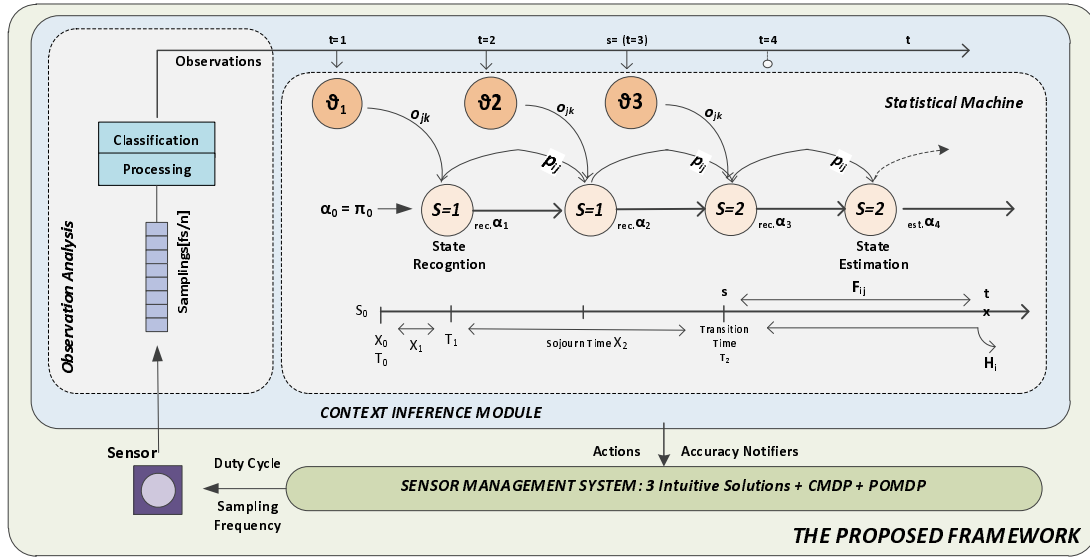 t=1
t=2
s= (t=3)
t=4
t
Observations
ϑ1
ϑ2
ϑ3
Statistical Machine
ojk
ojk
ojk
Classification
Processing
pij
pij
pij
Samplings[fs/n]
Observation Analysis
α0 = π0
S=1
rec.α1
S=1
rec.α2
S=2
rec.α3
S=2
est.α4
State
Recogntion
State
Estimation
Fij
s
t
x
S0
X0
T0
X1
T1
Sojourn Time X2
Transition
Time
T2
Hi
CONTEXT INFERENCE MODULE
Sensor
Actions
Accuracy Notifiers
Duty Cycle
Sampling
Frequency
SENSOR MANAGEMENT SYSTEM: 3 Intuitive Solutions + CMDP + POMDP
THE PROPOSED FRAMEWORK